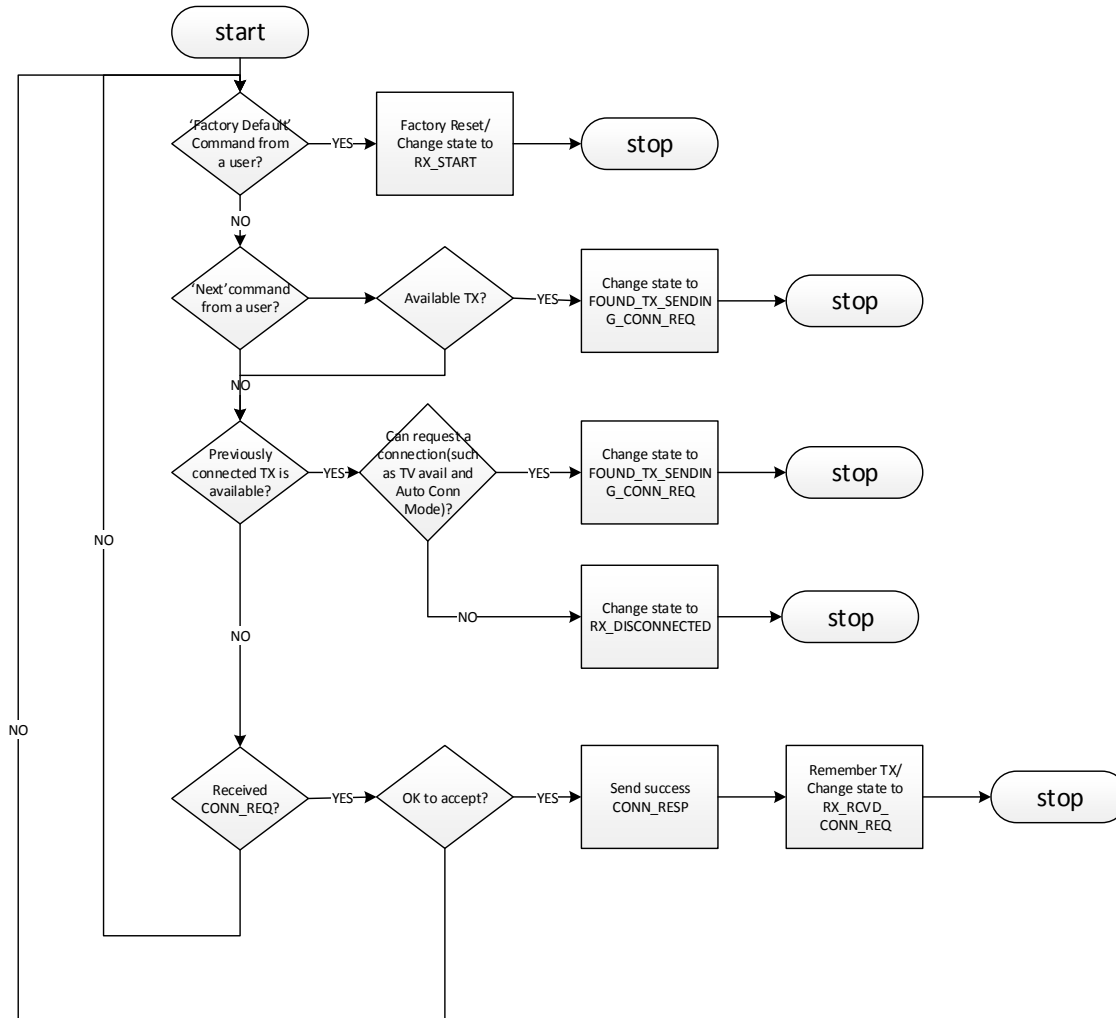 start
‘Factory Default’
Command from
a user?
YES
Factory Reset/
Change state to
RX_START
stop
NO
‘Next’command
from a user?
Available TX?
YES
Change state to
FOUND_TX_SENDIN
G_CONN_REQ
stop
NO
Previously
connected TX is
available?
YES
Can request a
connection(such
as TV avail and
Auto Conn
Mode)?
YES
Change state to
FOUND_TX_SENDIN
G_CONN_REQ
stop
NO
NO
Change state to
RX_DISCONNECTED
stop
NO
NO
Received
CONN_REQ?
YES
OK to accept?
YES
Send success
CONN_RESP
Remember TX/
Change state to
RX_RCVD_
CONN_REQ
stop